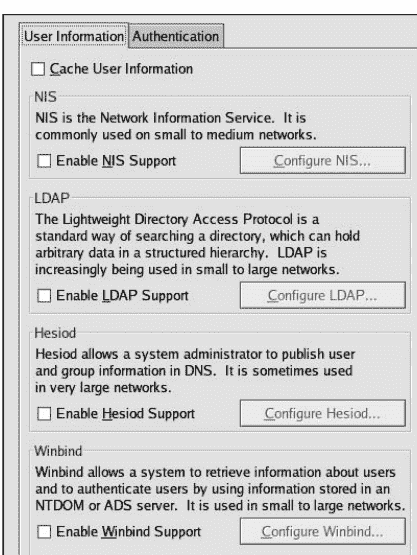 User Information Authentication
Cache User Information
NIS
NIS is the Network Information Service. It is
commonly used on small to medium networks.
Enable NIS Support Configure NIS...
LDAP
The Lightweight Directory Access Protocol is a
standard way of searching a directory, which can hold
arbitrary data in a structured hierarchy. LDAP is
increasingly being used in small to large networks.
Enable LDAP Support Configure LDAP...
Hesiod
Hesiod allows a system administrator to publish user
and group information in DNS. It is sometimes used
in very large networks.
Enable Hesiod Support Configure Hesiod...
Winbind
Winbind allows a system to retrieve information about users
and to authenticate users by using information stored in an
NTDOM or ADS server. It is used in small to large networks.
Enable Winbind Support Configure Winbind...